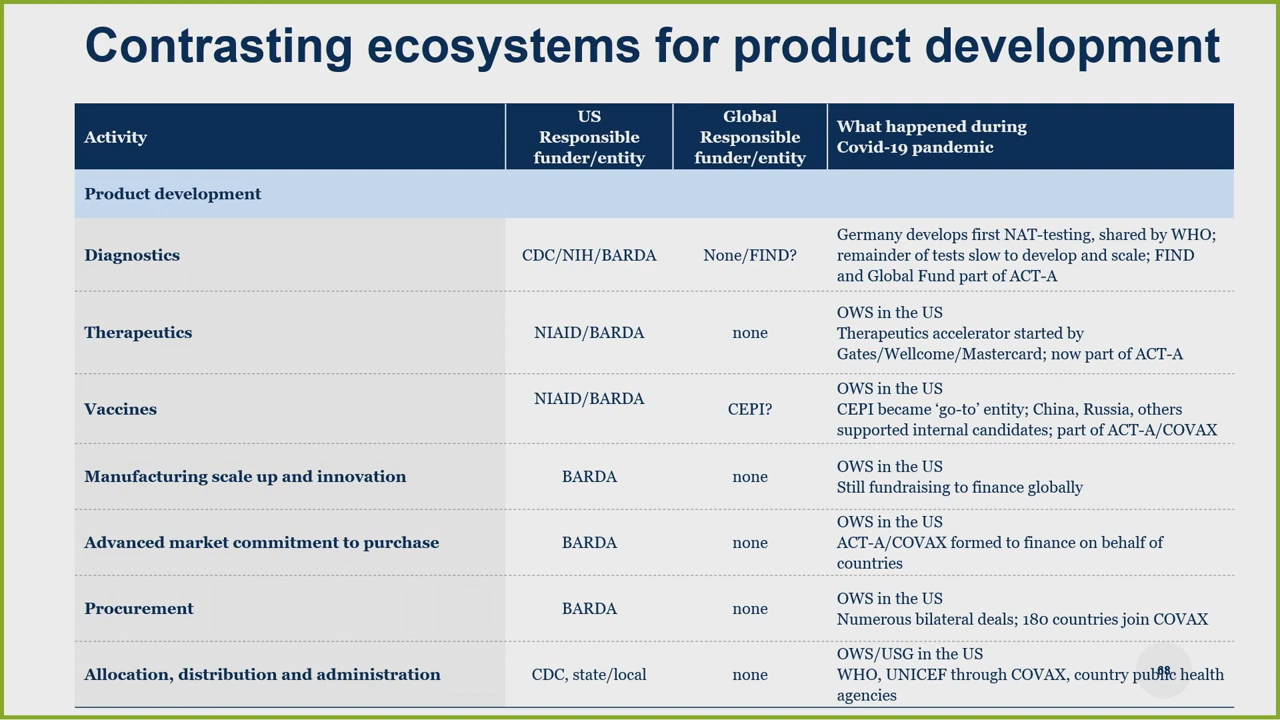 Contrasting ecosystems for product development
Activity
US
Responsible
funder/entity
Global
Responsible
funder/entity
What happened during
Covid-19 pandemic
Product development
Diagnostics
CDC/NIH/BARDA
None/FIND?
Germany develops first NAT-testing, shared by WHO;
remainder of tests slow to develop and scale; FIND
and Global Fund part of ACT-A
Therapeutics
NIAID/BARDA
none
OWS in the US
Therapeutics accelerator started by
Gates/Wellcome/Mastercard; now part of ACT-A
Vaccines
NIAID/BARDA
CEPI?
OWS in the US
CEPI became ‘go-to’ entity; China, Russia, others
supported internal candidates; part of ACT-A/COVAX
Manufacturing scale up and innovation
BARDA
none
OWS in the US
Still fundraising to finance globally
Advanced market commitment to purchase
BARDA
none
OWS in the US
ACT-A/COVAX formed to finance on behalf of
countries
Procurement
BARDA
none
OWS in the US
Numerous bilateral deals; 180 countries join COVAX
Allocation, distribution and administration
CDC, state/local
none
OWS/USG in the US
WHO, UNICEF through COVAX, country public health
agencies
68